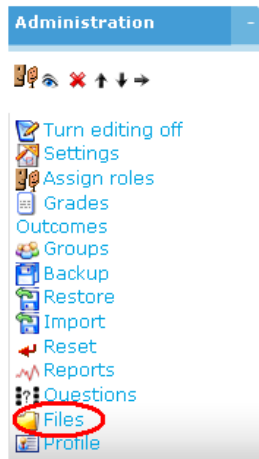 Administration
Turn editing off
Settings
Assign roles
Grades
Outcomes
Groups
Backup
Restore
Import
Reset
Reports
Questions
Files
Profile